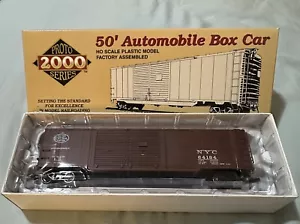 PROTO
2000
SERIES
50' Automobile Box Car
HO SCALE PLASTIC MODEL
FACTORY ASSEMBLED
SETTING THE STANDARD
FOR EXCELLENCE
IN MODEL RAILROADING
NYC